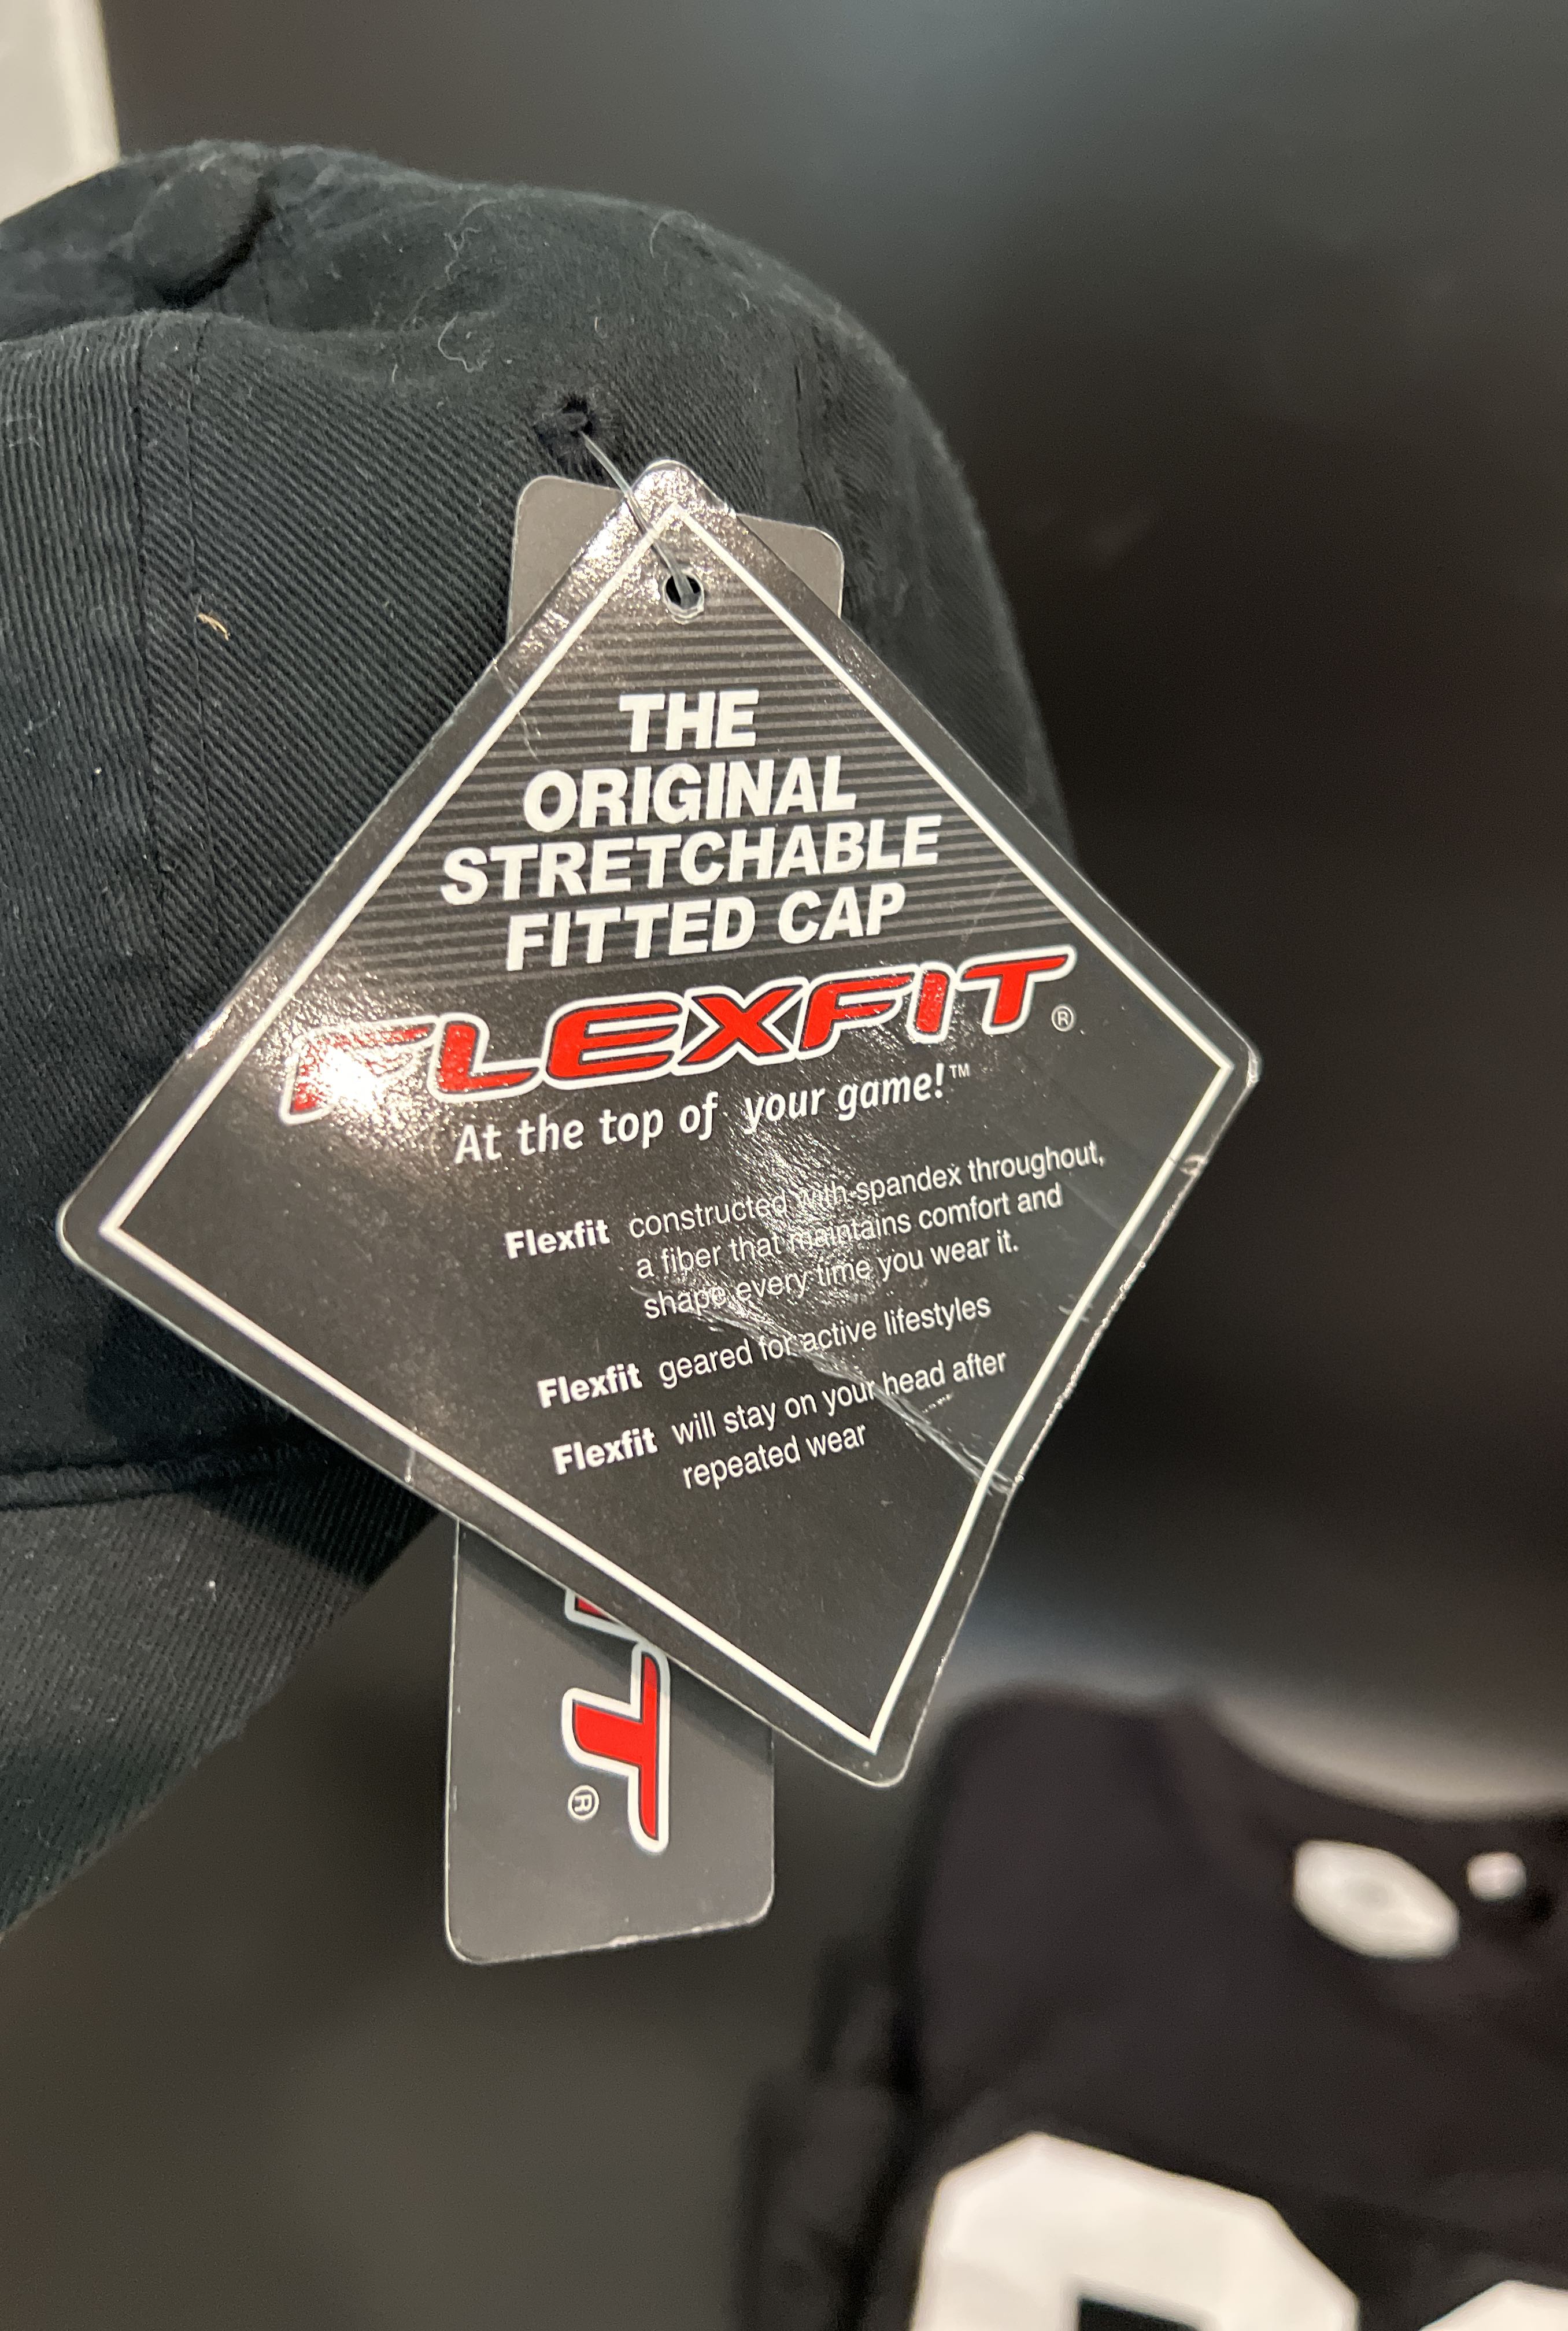 THE
ORIGINAL
STRETCHABLE
FITTED CAP
FLEXFIT®
At the top of your game!™
Flexfit constructed with spandex throughout,
a fiber that maintains comfort and
shape every time you wear it.
Flexfit geared for active lifestyles
Flexfit will stay on your head after
repeated wear
T®